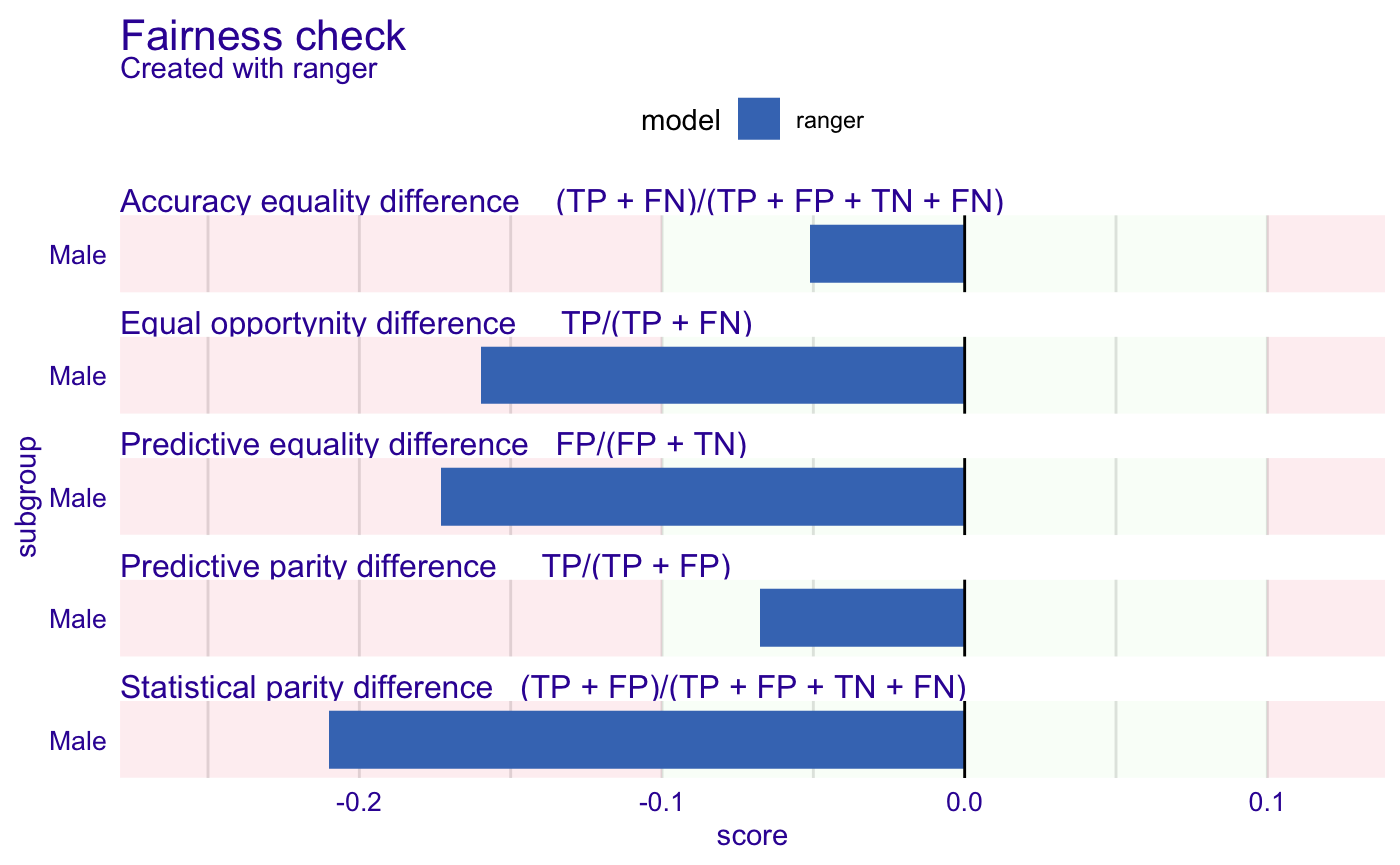 Fairness check
Created with ranger
model ranger
Accuracy equality difference (TP + FN)/(TP + FP + TN + FN)
Male
Equal opportynity difference TP/(TP + FN)
Male
Predictive equality difference FP/(FP + TN)
Male
Predictive parity difference TP/(TP + FP)
Male
Statistical parity difference (TP + FP)/(TP + FP + TN + FN)
Male
subgroup
-0.2 -0.1 0.0 0.1
score